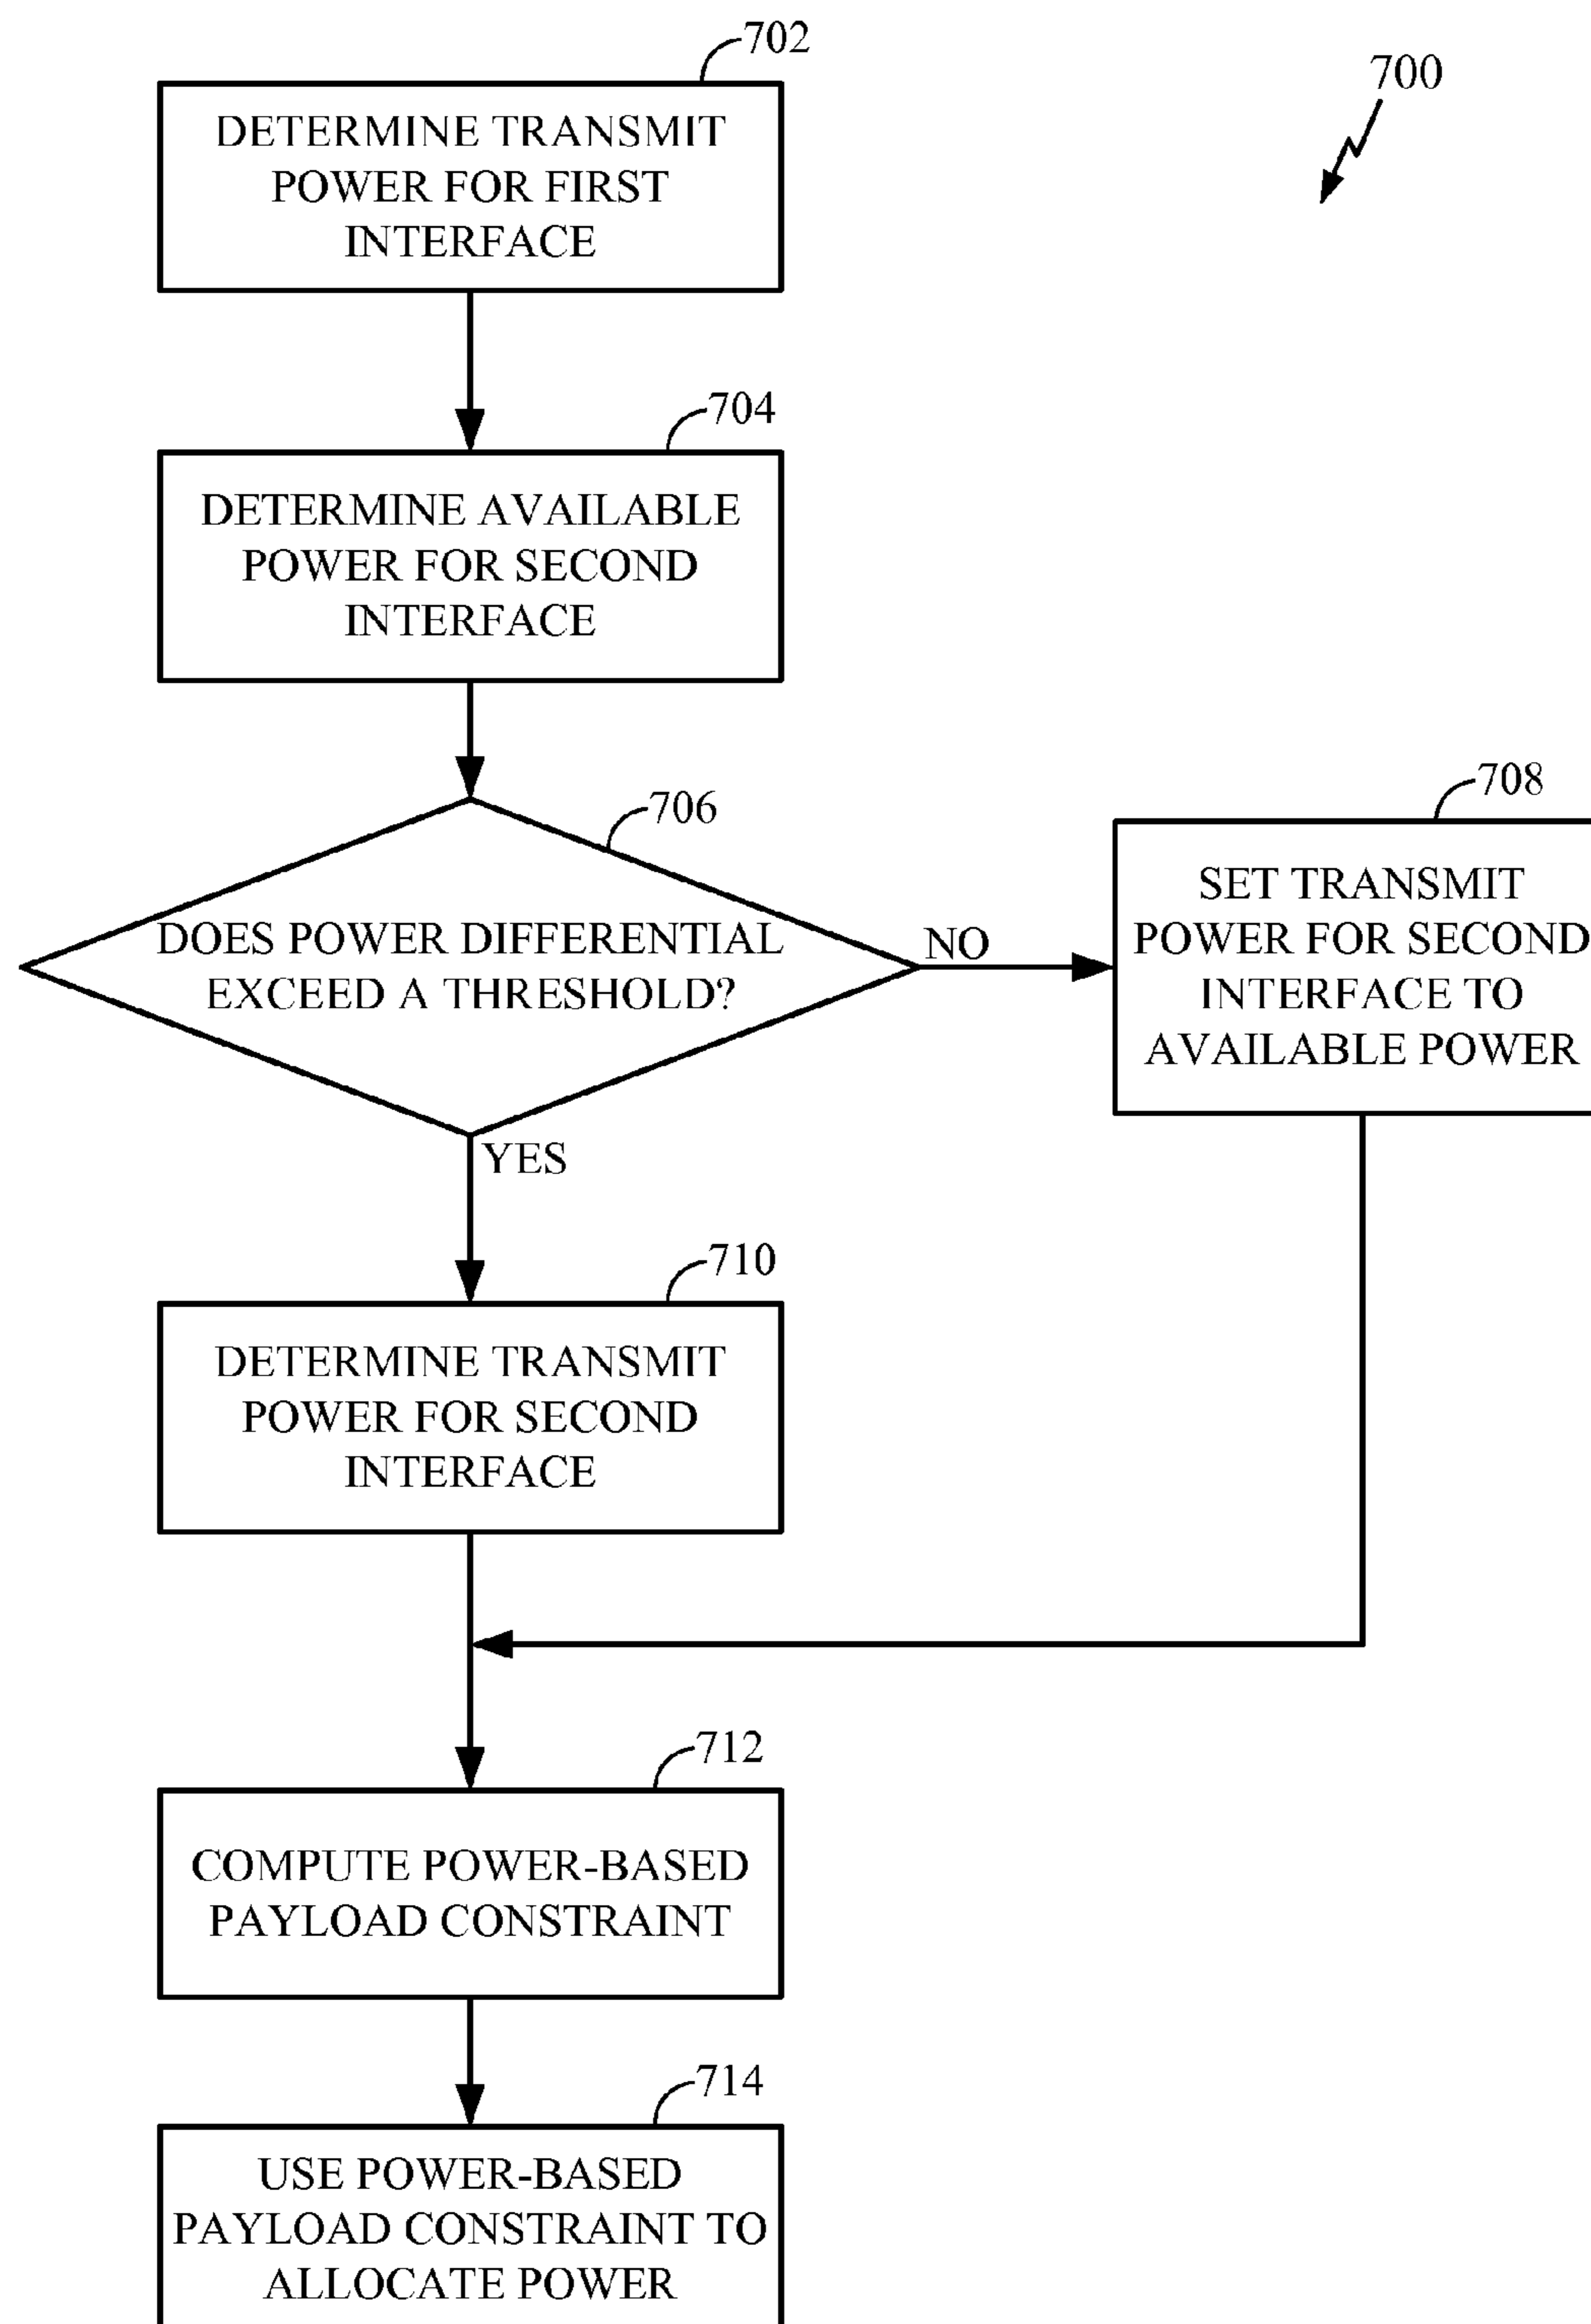 702
700
DETERMINE TRANSMIT
POWER FOR FIRST
INTERFACE
704
DETERMINE AVAILABLE
POWER FOR SECOND
INTERFACE
706
DOES POWER DIFFERENTIAL
EXCEED A THRESHOLD?
NO
708
SET TRANSMIT
POWER FOR SECOND
INTERFACE TO
AVAILABLE POWER
YES
710
DETERMINE TRANSMIT
POWER FOR SECOND
INTERFACE
712
COMPUTE POWER-BASED
PAYLOAD CONSTRAINT
714
USE POWER-BASED
PAYLOAD CONSTRAINT TO
ALLOCATE POWER